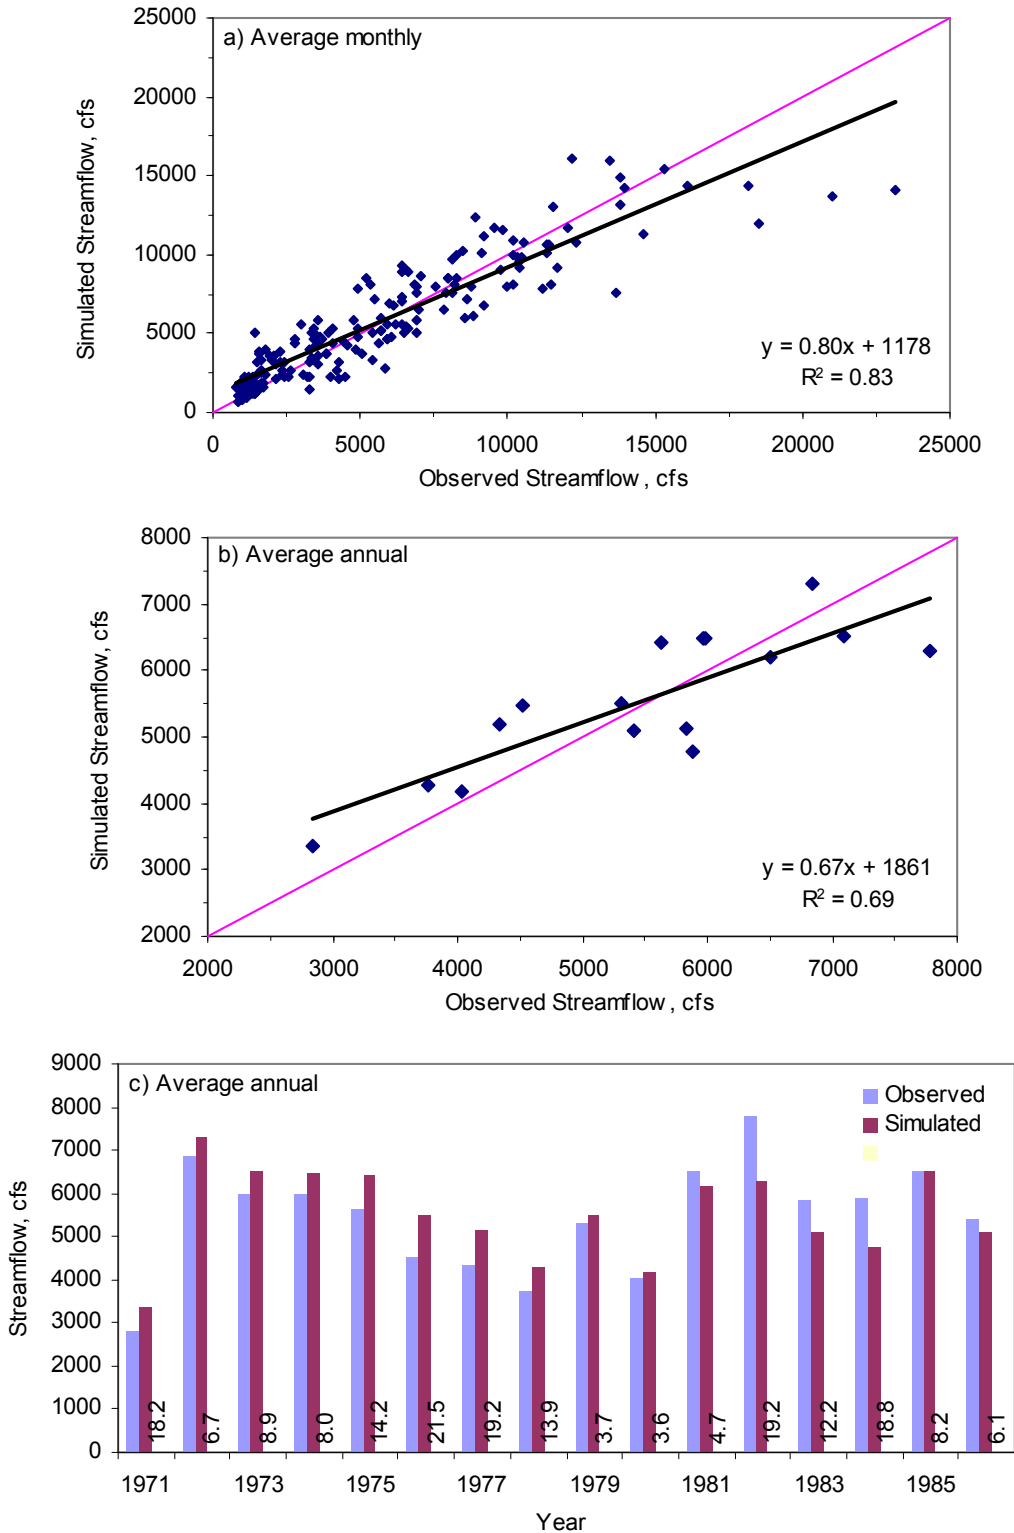 a) Average monthly
25000
20000
15000
10000
5000
0
Simulated Streamflow, cfs
y = 0.80x + 1178
R² = 0.83
0 5000 10000 15000 20000 25000
Observed Streamflow, cfs
b) Average annual
8000
7000
6000
5000
4000
3000
2000
Simulated Streamflow, cfs
y = 0.67x + 1861
R² = 0.69
2000 3000 4000 5000 6000 7000 8000
Observed Streamflow, cfs
c) Average annual
9000
8000
7000
6000
5000
4000
3000
2000
1000
0
Streamflow, cfs
Observed
Simulated
18.2 6.7 8.9 8.0 14.2 21.5 19.2 13.9 3.7 3.6 4.7 19.2 12.2 18.8 8.2 6.1
1971 1973 1975 1977 1979 1981 1983 1985
Year